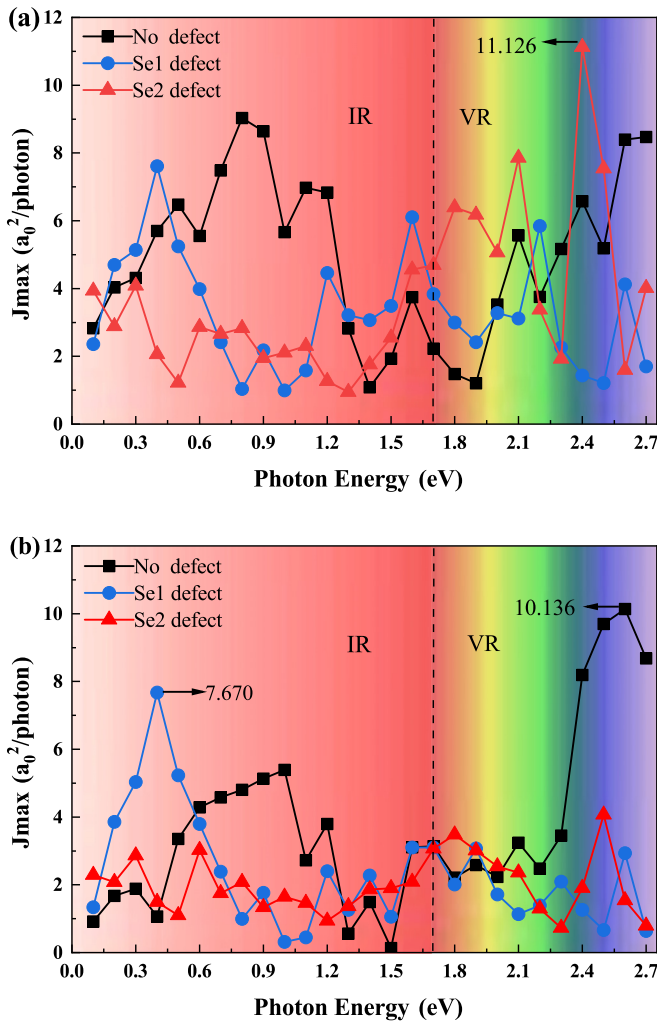 (a)
12
10
8
6
4
2
0
Jmax (a₀²/photon)
No defect
Se1 defect
Se2 defect
IR
VR
11.126
0.0 0.3 0.6 0.9 1.2 1.5 1.8 2.1 2.4 2.7
Photon Energy (eV)
(b)
12
10
8
6
4
2
0
Jmax (a₀²/photon)
No defect
Se1 defect
Se2 defect
IR
VR
10.136
7.670
0.0 0.3 0.6 0.9 1.2 1.5 1.8 2.1 2.4 2.7
Photon Energy (eV)